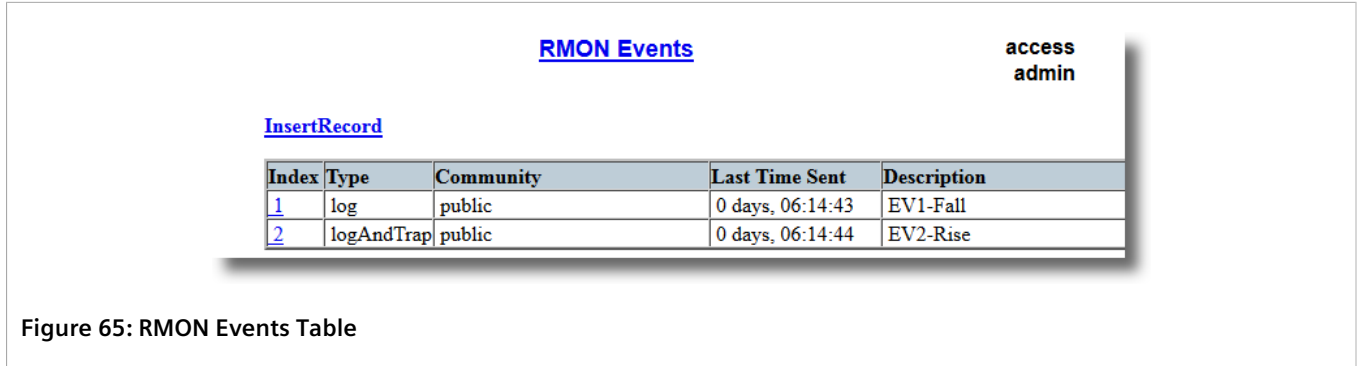 RMON Events
access
admin
InsertRecord
Index Type Community Last Time Sent Description
1 log public 0 days, 06:14:43 EV1-Fall
2 logAndTrap public 0 days, 06:14:44 EV2-Rise
Figure 65: RMON Events Table